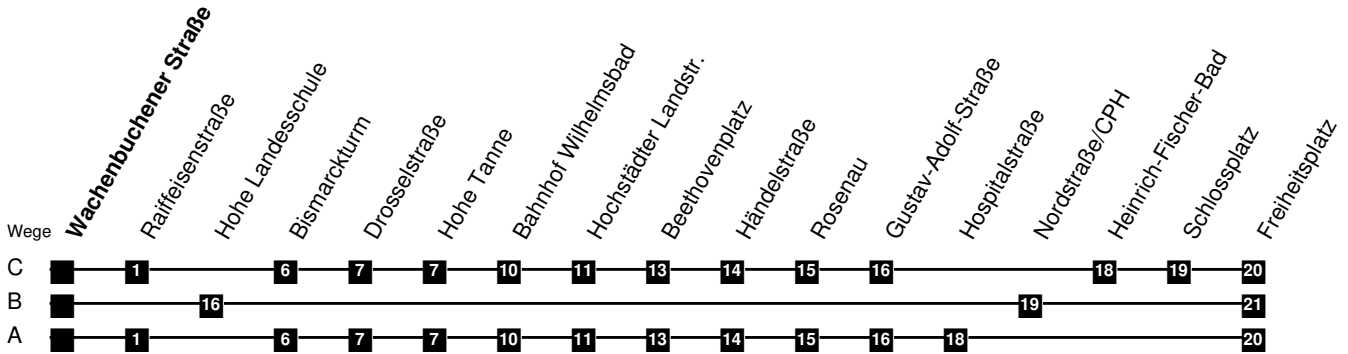 Wachenbuchener Straße
Raiffeisenstraße
Hohe Landesschule
Bismarckturm
Drosselstraße
Hohe Tanne
Bahnhof Wilhelmsbad
Hochstädter Landstr.
Beethovenplatz
Händelstraße
Rosenau
Gustav-Adolf-Straße
Hospitalstraße
Nordstraße/CPH
Heinrich-Fischer-Bad
Schlossplatz
Freiheitsplatz
Wege
C 1 6 7 7 10 11 13 14 15 16 18 19 20
B 16 19 21
A 1 6 7 7 10 11 13 14 15 16 18 20